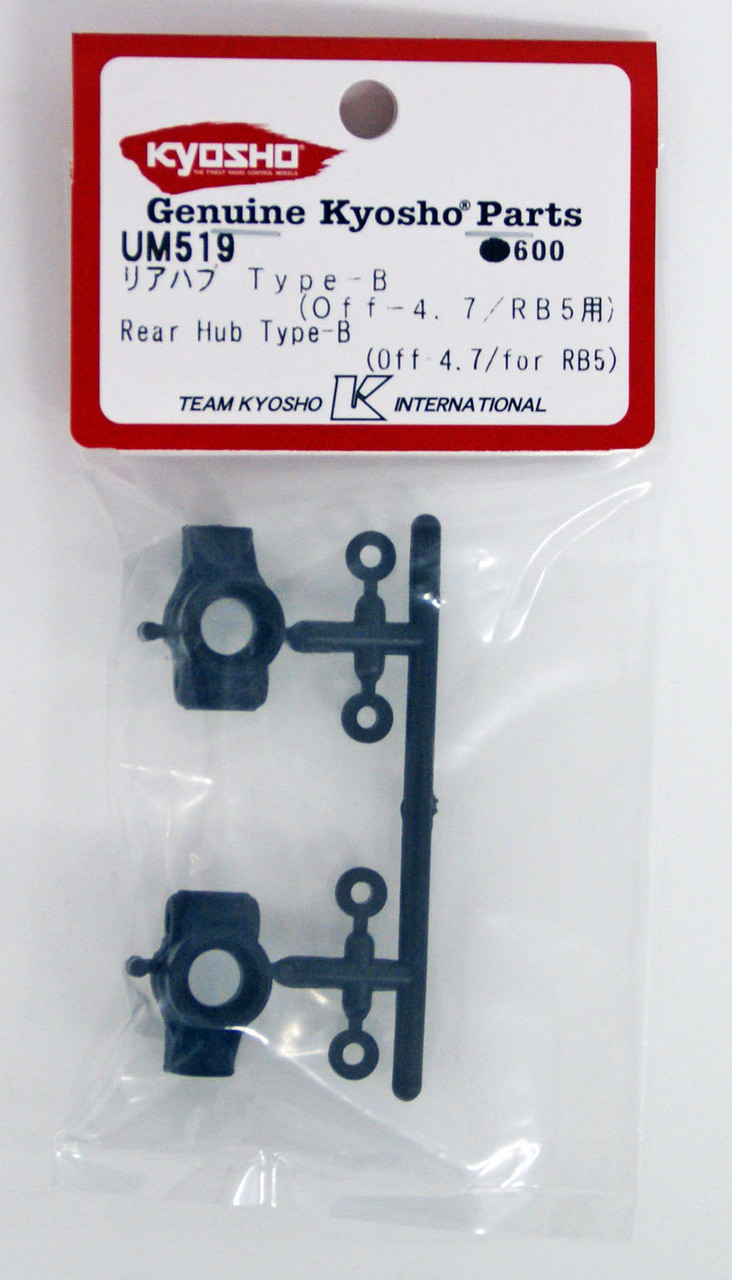 KYOSHO
THE FINEST RADIO CONTROL MODELS
Genuine Kyosho® Parts
UM519 ●600
リアハブ Type-B
(Off-4.7/RB5用)
Rear Hub Type-B
(Off-4.7/for RB5)
TEAM KYOSHO K INTERNATIONAL